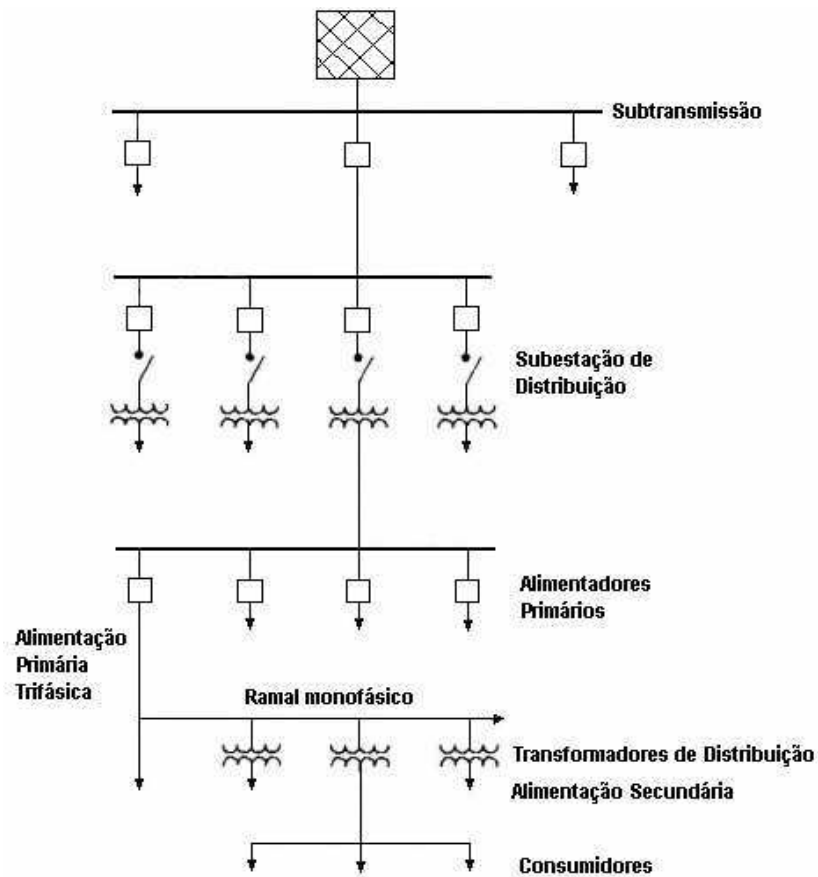 Subtransmissão
Subestação de
Distribuição
Alimentadores
Primários
Alimentação
Primária
Trifásica
Ramal monofásico
Transformadores de Distribuição
Alimentação Secundária
Consumidores